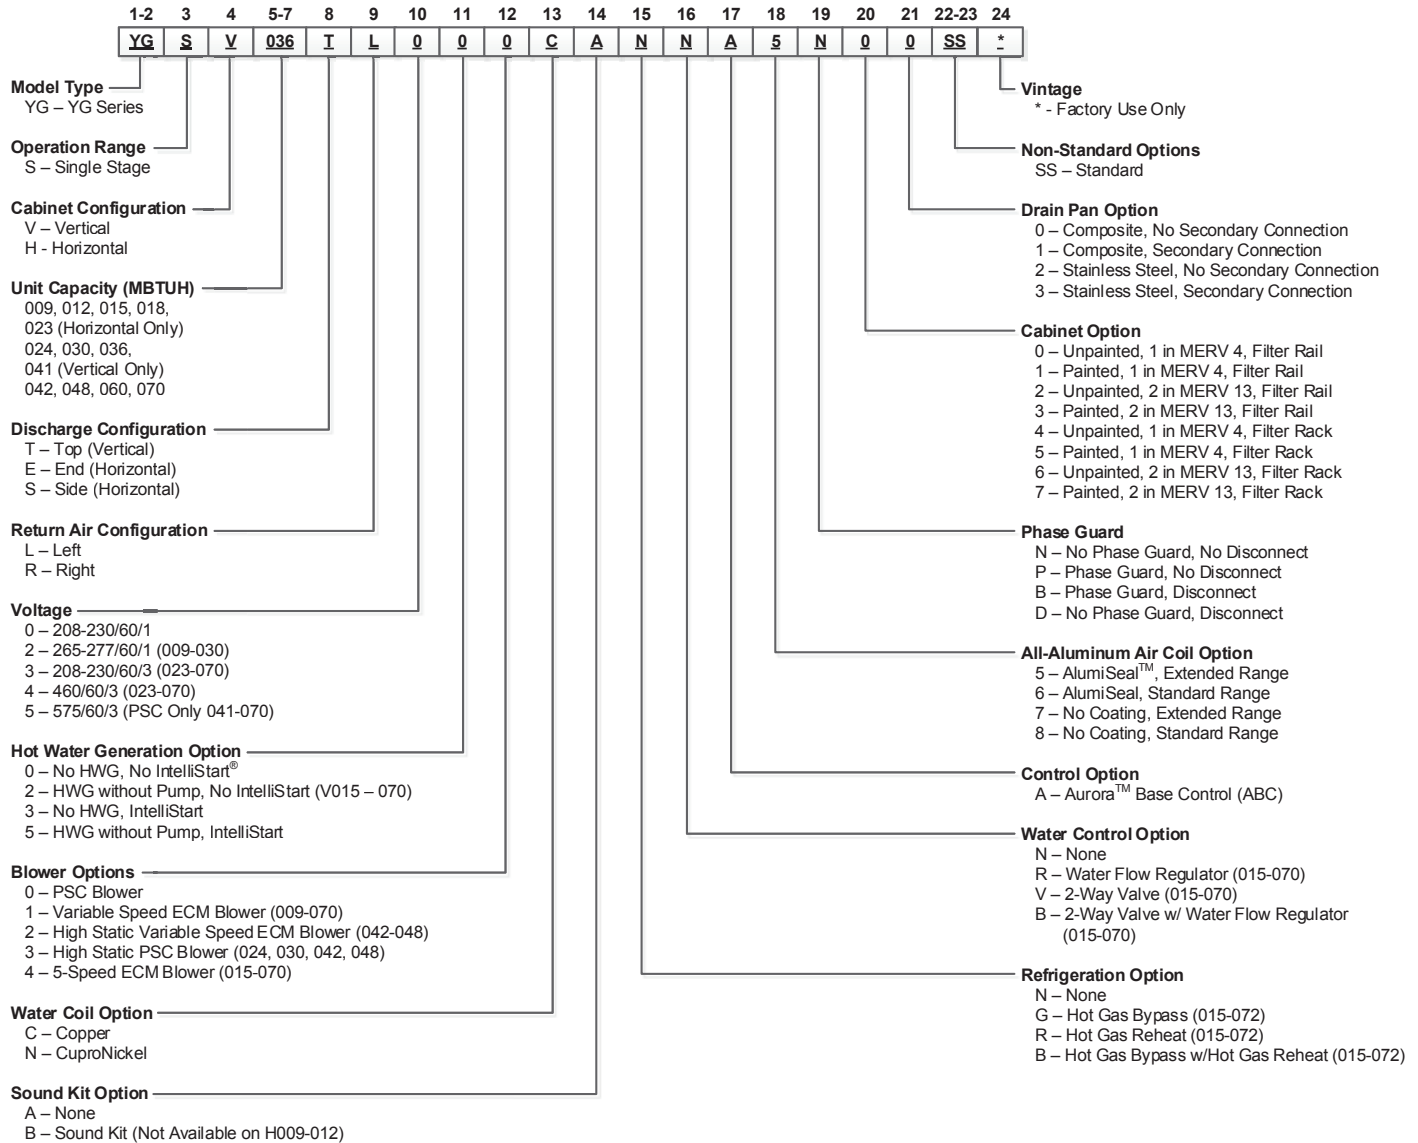 1-2 3 4 5-7 8 9 10 11 12 13 14 15 16 17 18 19 20 21 22-23 24
YG S V 036 T L 0 0 0 C A N N A 5 N 0 0 SS *
Model Type
YG – YG Series
Operation Range
S – Single Stage
Cabinet Configuration
V – Vertical
H - Horizontal
Unit Capacity (MBTUH)
009, 012, 015, 018,
023 (Horizontal Only)
024, 030, 036,
041 (Vertical Only)
042, 048, 060, 070
Discharge Configuration
T – Top (Vertical)
E – End (Horizontal)
S – Side (Horizontal)
Return Air Configuration
L – Left
R – Right
Voltage
0 – 208-230/60/1
2 – 265-277/60/1 (009-030)
3 – 208-230/60/3 (023-070)
4 – 460/60/3 (023-070)
5 – 575/60/3 (PSC Only 041-070)
Hot Water Generation Option
0 – No HWG, No IntelliStart®
2 – HWG without Pump, No IntelliStart (V015 – 070)
3 – No HWG, IntelliStart
5 – HWG without Pump, IntelliStart
Blower Options
0 – PSC Blower
1 – Variable Speed ECM Blower (009-070)
2 – High Static Variable Speed ECM Blower (042-048)
3 – High Static PSC Blower (024, 030, 042, 048)
4 – 5-Speed ECM Blower (015-070)
Water Coil Option
C – Copper
N – CuproNickel
Sound Kit Option
A – None
B – Sound Kit (Not Available on H009-012)
Vintage
* - Factory Use Only
Non-Standard Options
SS – Standard
Drain Pan Option
0 – Composite, No Secondary Connection
1 – Composite, Secondary Connection
2 – Stainless Steel, No Secondary Connection
3 – Stainless Steel, Secondary Connection
Cabinet Option
0 – Unpainted, 1 in MERV 4, Filter Rail
1 – Painted, 1 in MERV 4, Filter Rail
2 – Unpainted, 2 in MERV 13, Filter Rail
3 – Painted, 2 in MERV 13, Filter Rail
4 – Unpainted, 1 in MERV 4, Filter Rack
5 – Painted, 1 in MERV 4, Filter Rack
6 – Unpainted, 2 in MERV 13, Filter Rack
7 – Painted, 2 in MERV 13, Filter Rack
Phase Guard
N – No Phase Guard, No Disconnect
P – Phase Guard, No Disconnect
B – Phase Guard, Disconnect
D – No Phase Guard, Disconnect
All-Aluminum Air Coil Option
5 – AlumiSeal™, Extended Range
6 – AlumiSeal, Standard Range
7 – No Coating, Extended Range
8 – No Coating, Standard Range
Control Option
A – Aurora™ Base Control (ABC)
Water Control Option
N – None
R – Water Flow Regulator (015-070)
V – 2-Way Valve (015-070)
B – 2-Way Valve w/ Water Flow Regulator
(015-070)
Refrigeration Option
N – None
G – Hot Gas Bypass (015-072)
R – Hot Gas Reheat (015-072)
B – Hot Gas Bypass w/Hot Gas Reheat (015-072)